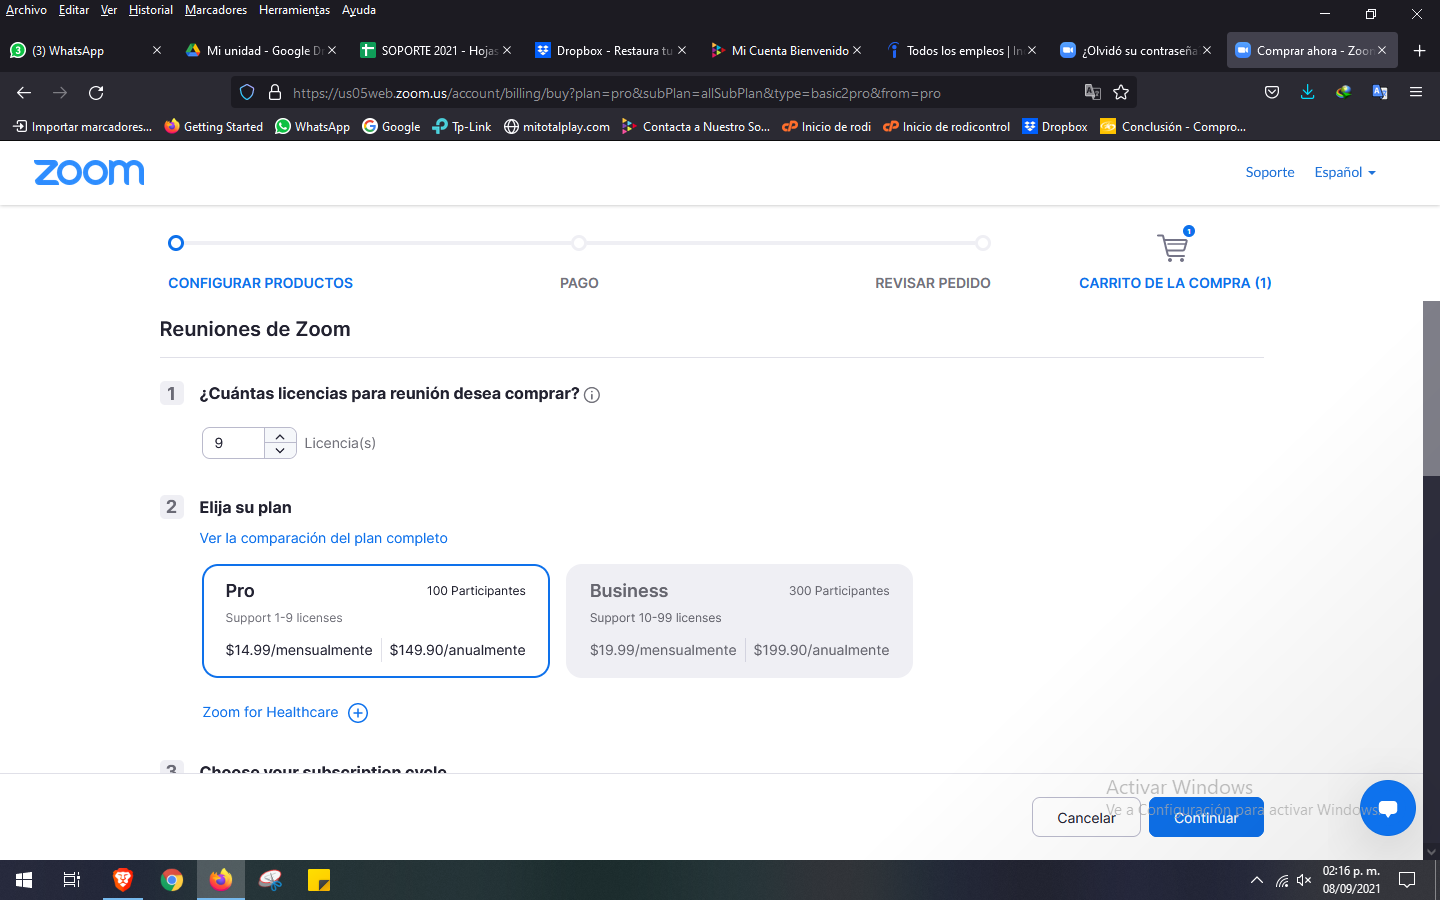 Archivo Editar Ver Historial Marcadores Herramientas Ayuda
(3) WhatsApp
Mi unidad - Google Dr
SOPORTE 2021 - Hojas
Dropbox - Restaura tu
Mi Cuenta Bienvenido
Todos los empleos | In
¿Olvidó su contraseña
Comprar ahora - Zoom
https://us05web.zoom.us/account/billing/buy?plan=pro&subPlan=allSubPlan&type=basic2pro&from=pro
Importar marcadores... Getting Started WhatsApp Google Tp-Link mitotalplay.com Contacta a Nuestro So... Inicio de rodi Inicio de rodicontrol Dropbox Conclusión - Compro...
zoom
Soporte Español
1
CONFIGURAR PRODUCTOS PAGO REVISAR PEDIDO CARRITO DE LA COMPRA (1)
Reuniones de Zoom
1 ¿Cuántas licencias para reunión desea comprar?
9 Licencia(s)
2 Elija su plan
Ver la comparación del plan completo
Pro 100 Participantes
Support 1-9 licenses
$14.99/mensualmente $149.90/anualmente
Business 300 Participantes
Support 10-99 licenses
$19.99/mensualmente $199.90/anualmente
Zoom for Healthcare
3 Choose your subscription cycle
Activar Windows
Ve a Configuración para activar Windows.
Cancelar Continuar
02:16 p. m.
08/09/2021